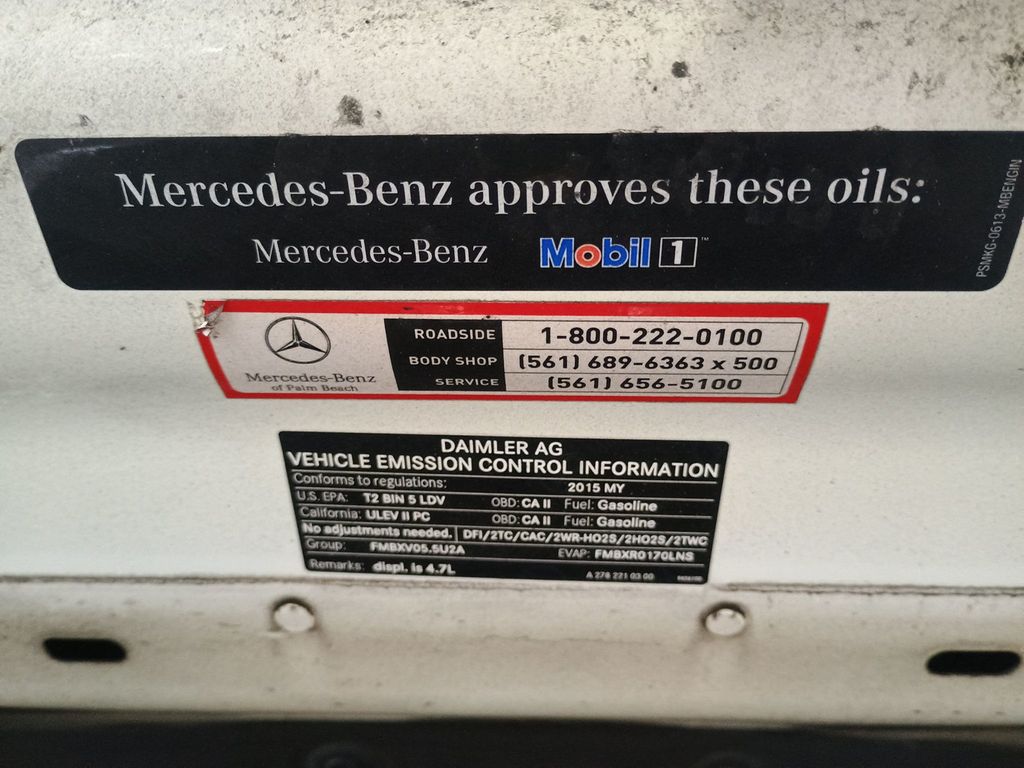 Mercedes-Benz approves these oils:
Mercedes-Benz Mobil 1™
PSMKG-0613-MBENGIN
Mercedes-Benz
of Palm Beach
ROADSIDE 1-800-222-0100
BODY SHOP (561) 689-6363 x 500
SERVICE (561) 656-5100
DAIMLER AG
VEHICLE EMISSION CONTROL INFORMATION
Conforms to regulations: 2015 MY
U.S. EPA: T2 BIN 5 LDV OBD: CA II Fuel: Gasoline
California: ULEV II PC OBD: CA II Fuel: Gasoline
No adjustments needed. DFI/2TC/CAC/2WR-HO2S/2HO2S/2TWC
Group: FMBXV05.5U2A EVAP: FMBXR0170LNS
Remarks: displ. is 4.7L A 278 221 03 00